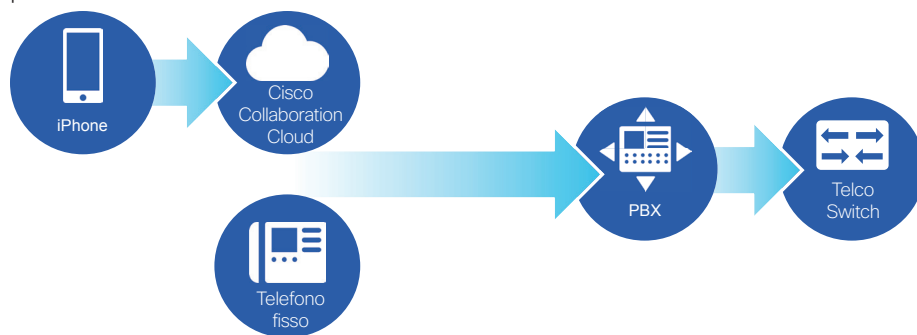 iPhone
Cisco
Collaboration
Cloud
PBX
Telco
Switch
Telefono
fisso